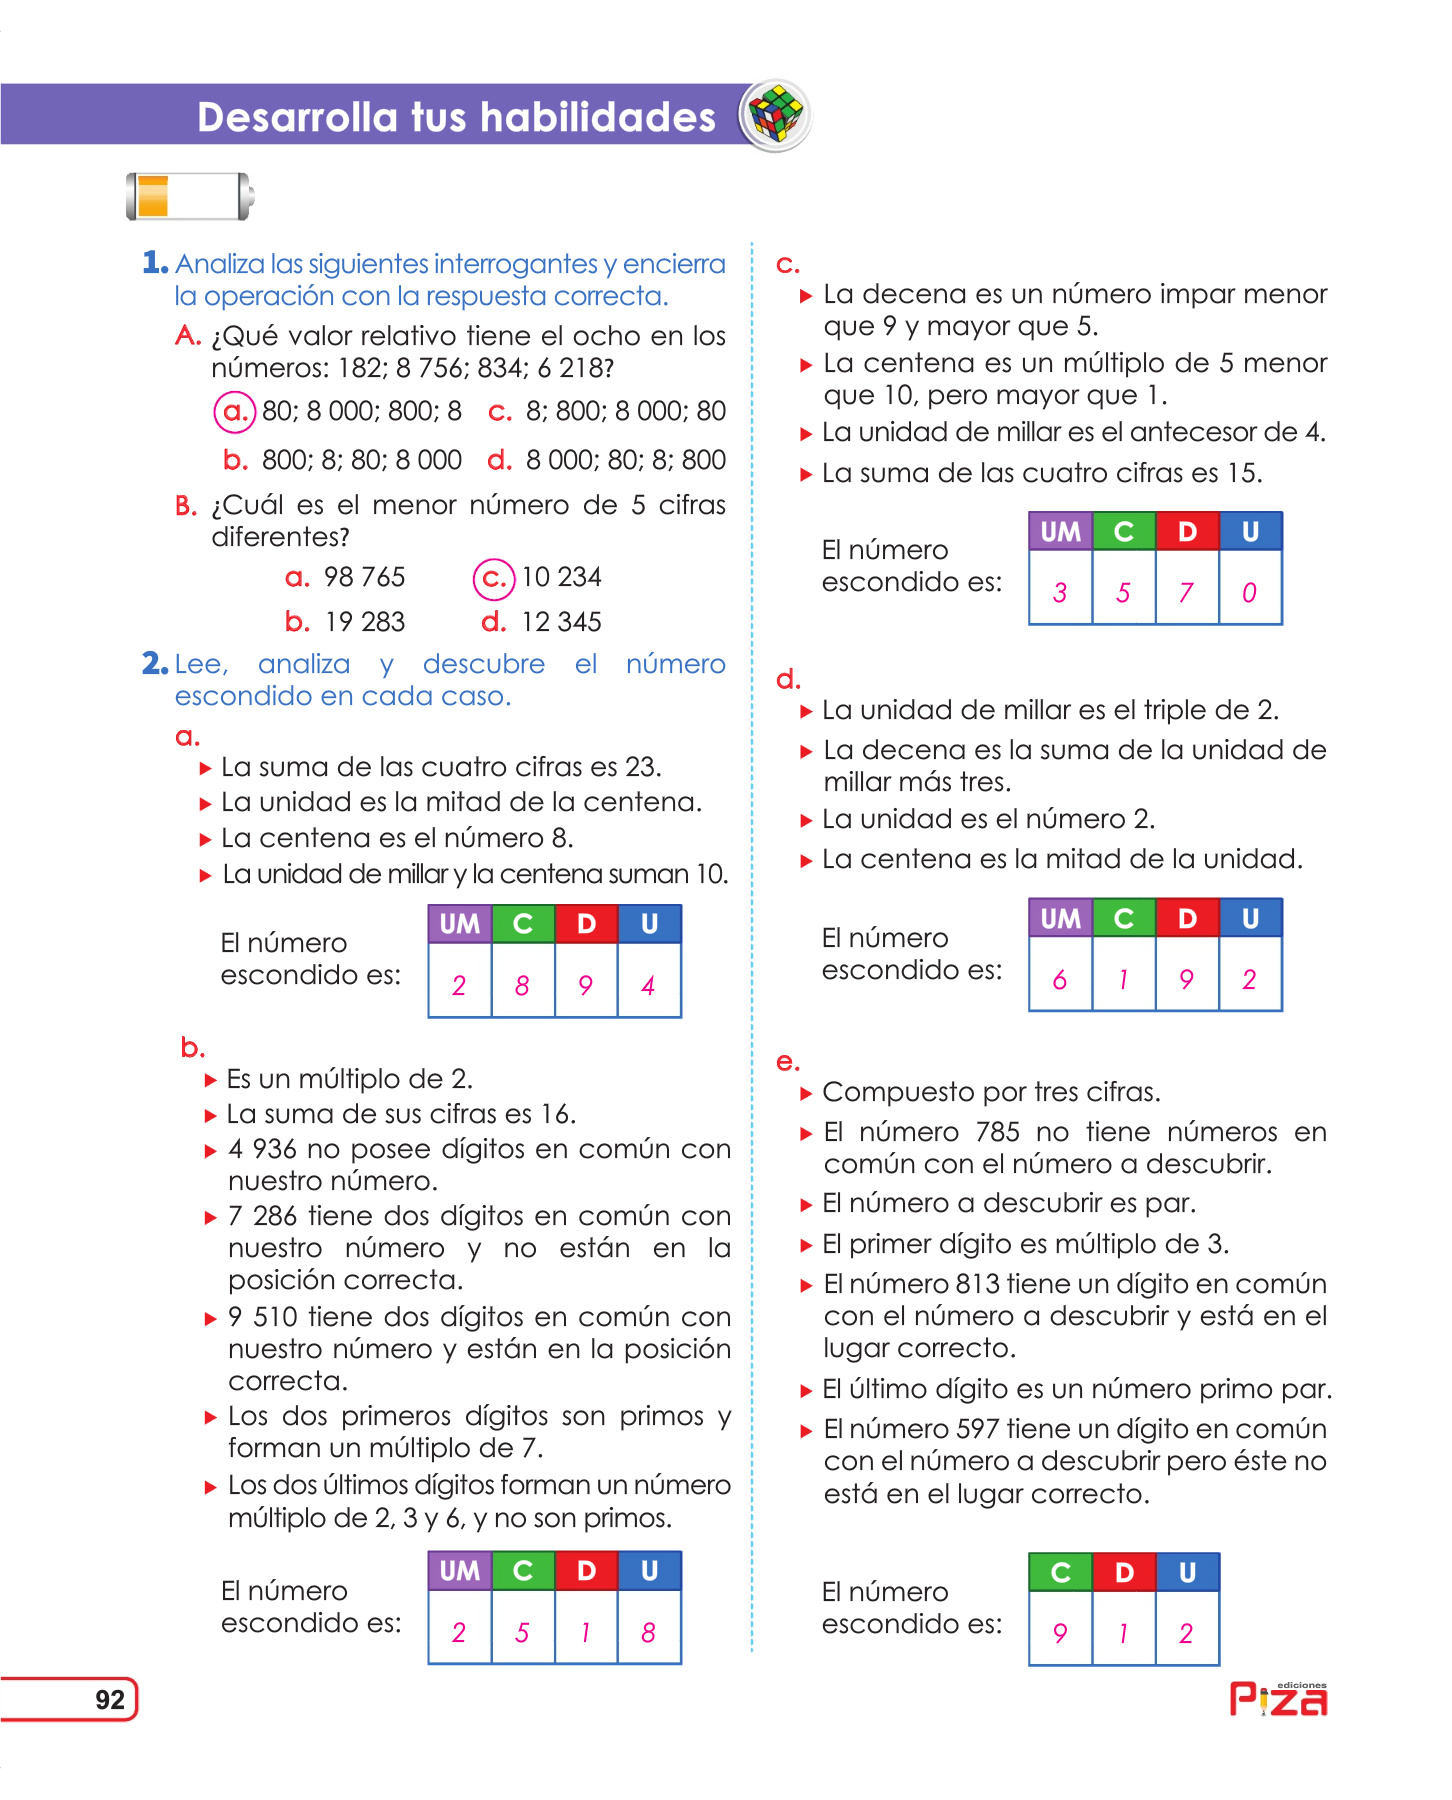 Desarrolla tus habilidades
1. Analiza las siguientes interrogantes y encierra
la operación con la respuesta correcta.
A. ¿Qué valor relativo tiene el ocho en los
números: 182; 8 756; 834; 6 218?
a. 80; 8 000; 800; 8 c. 8; 800; 8 000; 80
b. 800; 8; 80; 8 000 d. 8 000; 80; 8; 800
B. ¿Cuál es el menor número de 5 cifras
diferentes?
a. 98 765 c. 10 234
b. 19 283 d. 12 345
2. Lee, analiza y descubre el número
escondido en cada caso.
a.
La suma de las cuatro cifras es 23.
La unidad es la mitad de la centena.
La centena es el número 8.
La unidad de millar y la centena suman 10.
El número
escondido es:
UM C D U
2 8 9 4
b.
Es un múltiplo de 2.
La suma de sus cifras es 16.
4 936 no posee dígitos en común con
nuestro número.
7 286 tiene dos dígitos en común con
nuestro número y no están en la
posición correcta.
9 510 tiene dos dígitos en común con
nuestro número y están en la posición
correcta.
Los dos primeros dígitos son primos y
forman un múltiplo de 7.
Los dos últimos dígitos forman un número
múltiplo de 2, 3 y 6, y no son primos.
El número
escondido es:
UM C D U
2 5 1 8
c.
La decena es un número impar menor
que 9 y mayor que 5.
La centena es un múltiplo de 5 menor
que 10, pero mayor que 1.
La unidad de millar es el antecesor de 4.
La suma de las cuatro cifras es 15.
El número
escondido es:
UM C D U
3 5 7 0
d.
La unidad de millar es el triple de 2.
La decena es la suma de la unidad de
millar más tres.
La unidad es el número 2.
La centena es la mitad de la unidad.
El número
escondido es:
UM C D U
6 1 9 2
e.
Compuesto por tres cifras.
El número 785 no tiene números en
común con el número a descubrir.
El número a descubrir es par.
El primer dígito es múltiplo de 3.
El número 813 tiene un dígito en común
con el número a descubrir y está en el
lugar correcto.
El último dígito es un número primo par.
El número 597 tiene un dígito en común
con el número a descubrir pero éste no
está en el lugar correcto.
El número
escondido es:
C D U
9 1 2
92
ediciones
Piza